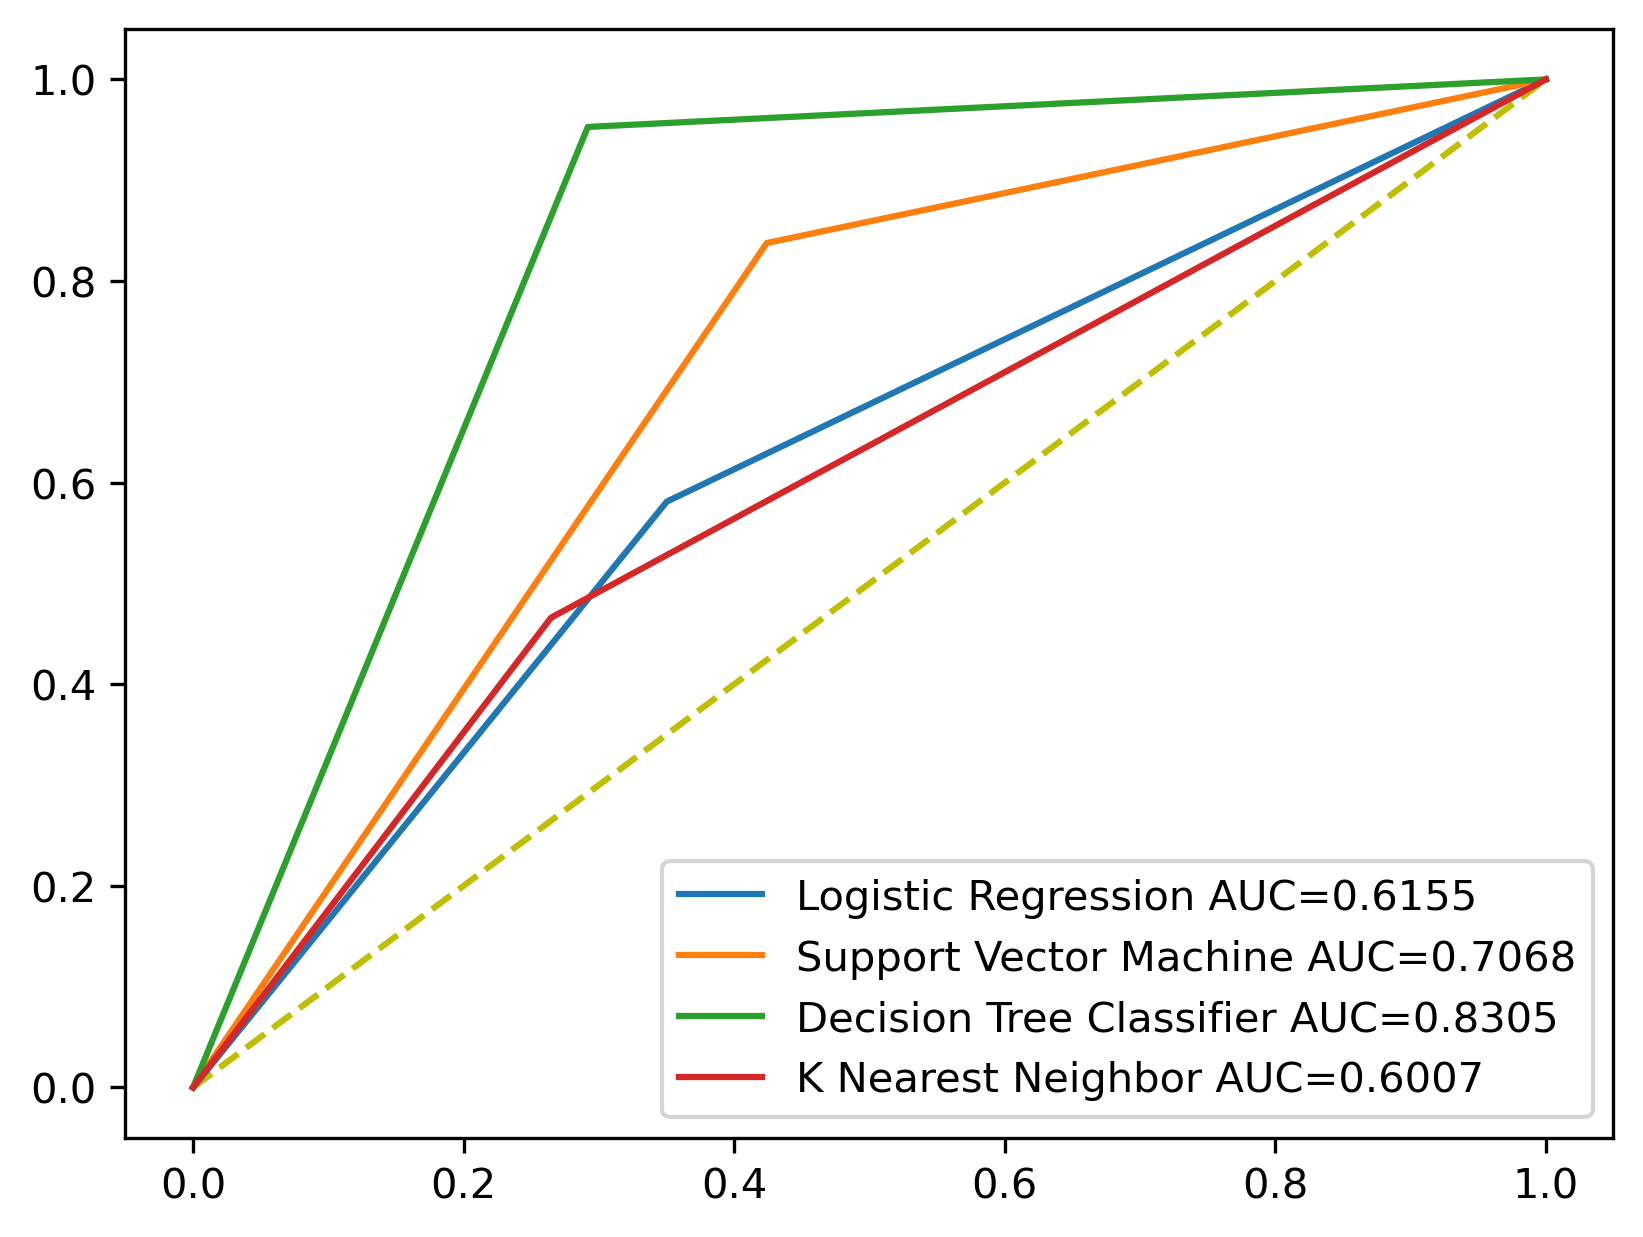 1.0
0.8
0.6
0.4
0.2
0.0
Logistic Regression AUC=0.6155
Support Vector Machine AUC=0.7068
Decision Tree Classifier AUC=0.8305
K Nearest Neighbor AUC=0.6007
0.0 0.2 0.4 0.6 0.8 1.0